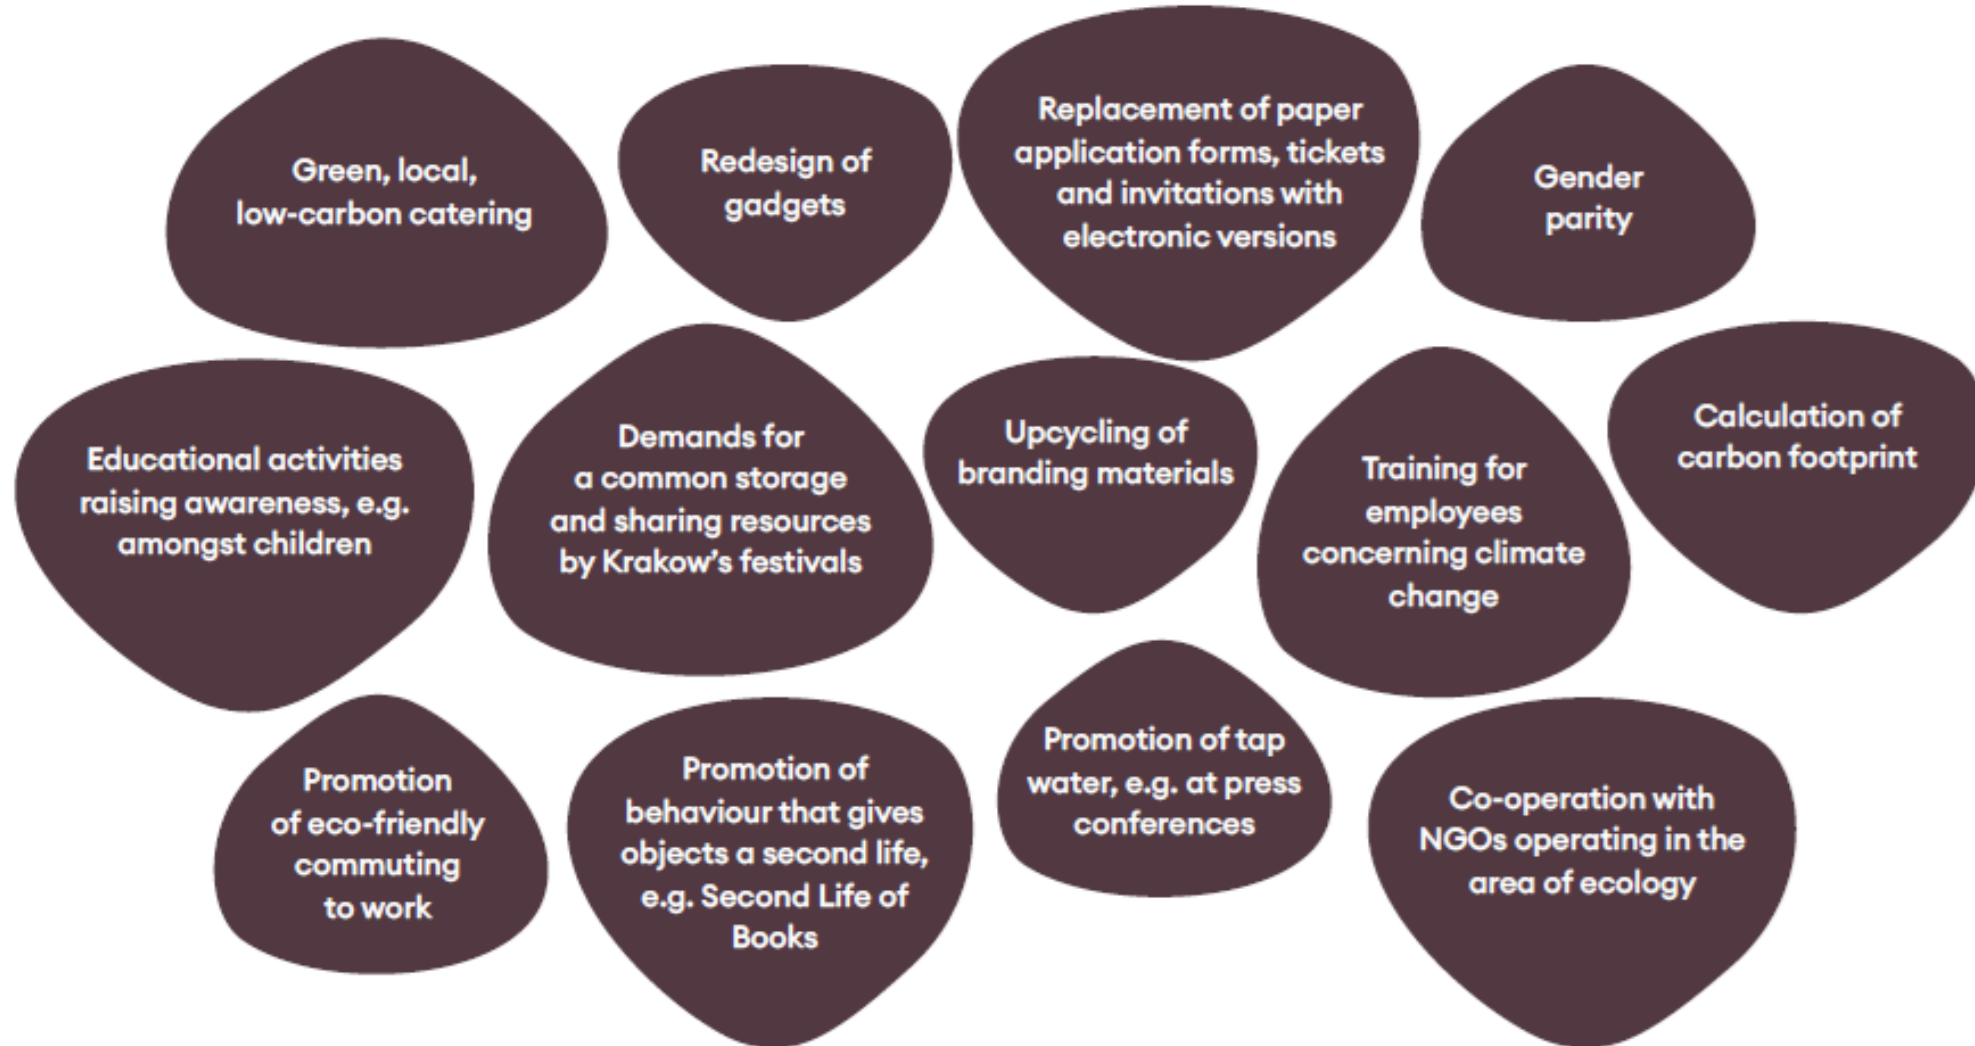 Green, local,
low-carbon catering
Redesign of
gadgets
Replacement of paper
application forms, tickets
and invitations with
electronic versions
Gender
parity
Educational activities
raising awareness, e.g.
amongst children
Demands for
a common storage
and sharing resources
by Krakow’s festivals
Upcycling of
branding materials
Training for
employees
concerning climate
change
Calculation of
carbon footprint
Promotion
of eco-friendly
commuting
to work
Promotion of
behaviour that gives
objects a second life,
e.g. Second Life of
Books
Promotion of tap
water, e.g. at press
conferences
Co-operation with
NGOs operating in the
area of ecology